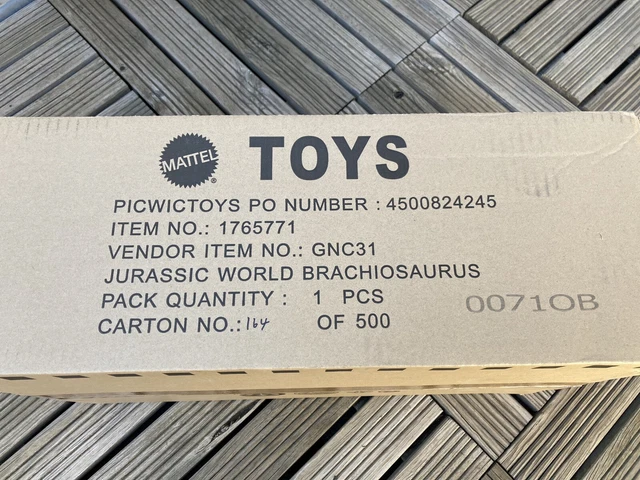 MATTEL
®
TOYS
PICWICTOYS PO NUMBER : 4500824245
ITEM NO.: 1765771
VENDOR ITEM NO.: GNC31
JURASSIC WORLD BRACHIOSAURUS
PACK QUANTITY : 1 PCS
00710B
CARTON NO.: 164 OF 500